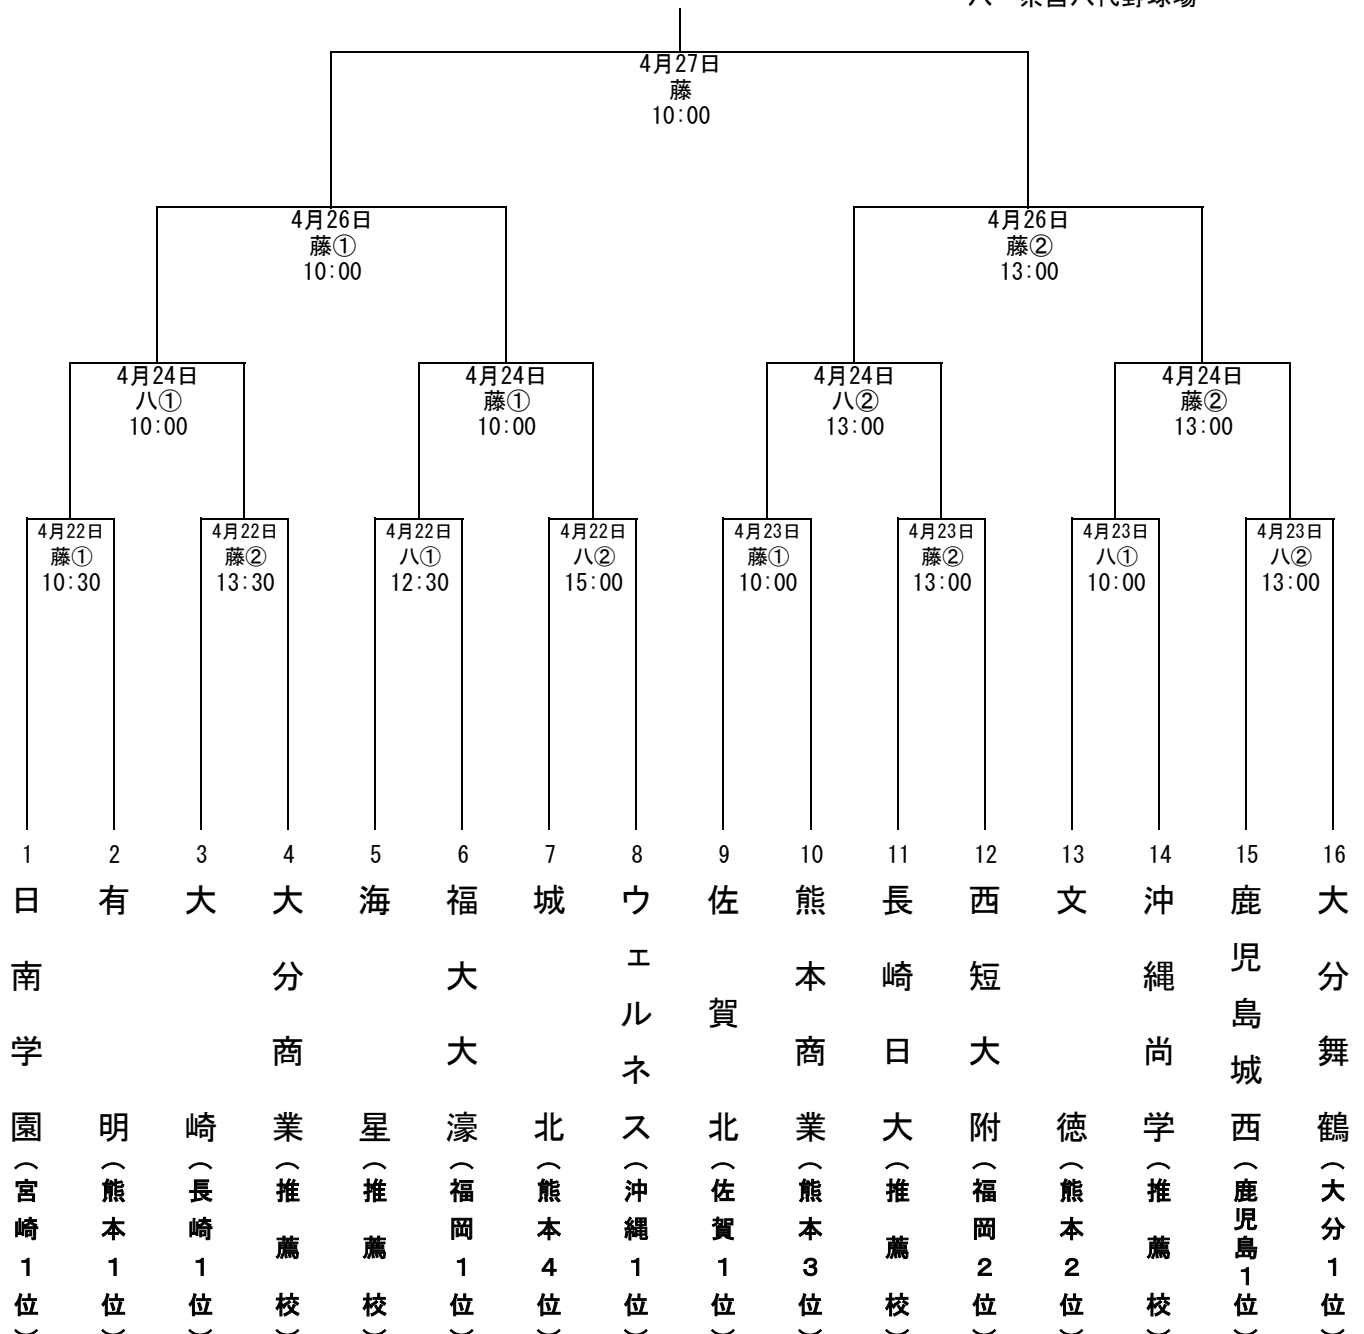 八 県営八代野球場
4月27日
藤
10:00
4月26日
藤①
10:00
4月26日
藤②
13:00
4月24日
八①
10:00
4月24日
藤①
10:00
4月24日
八②
13:00
4月24日
藤②
13:00
4月22日
藤①
10:30
4月22日
藤②
13:30
4月22日
八①
12:30
4月22日
八②
15:00
4月23日
藤①
10:00
4月23日
藤②
13:00
4月23日
八①
10:00
4月23日
八②
13:00
1
日南学園(宮崎1位)
2
有明(熊本1位)
3
大崎(長崎1位)
4
大分商業(推薦校)
5
海星(推薦校)
6
福大大濠(福岡1位)
7
城北(熊本4位)
8
ウェルネス(沖縄1位)
9
佐賀北(佐賀1位)
10
熊本商業(熊本3位)
11
長崎日大(推薦校)
12
西短大附(福岡2位)
13
文徳(熊本2位)
14
沖縄尚学(推薦校)
15
鹿児島城西(鹿児島1位)
16
大分舞鶴(大分1位)